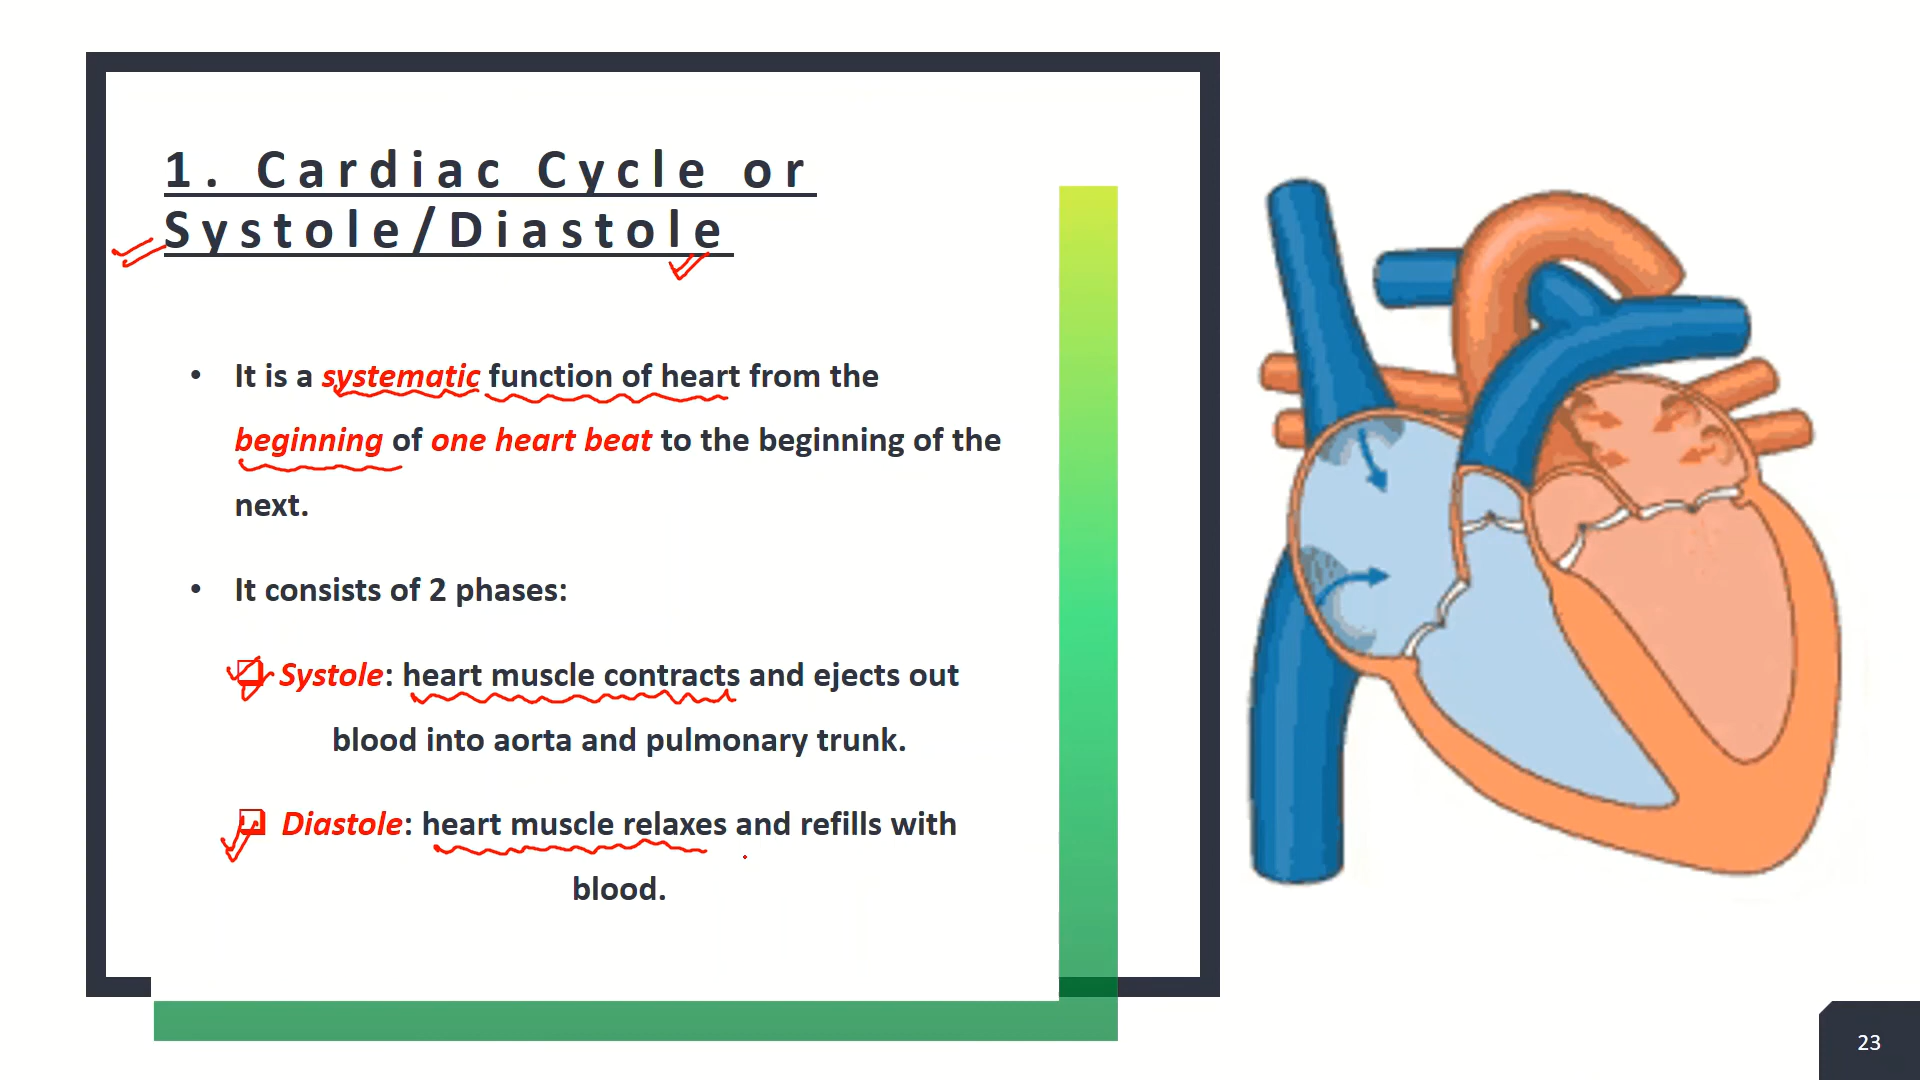 1. Cardiac Cycle or
Systole/Diastole
• It is a systematic function of heart from the
beginning of one heart beat to the beginning of the
next.
• It consists of 2 phases:
Systole: heart muscle contracts and ejects out
blood into aorta and pulmonary trunk.
Diastole: heart muscle relaxes and refills with
blood.
23